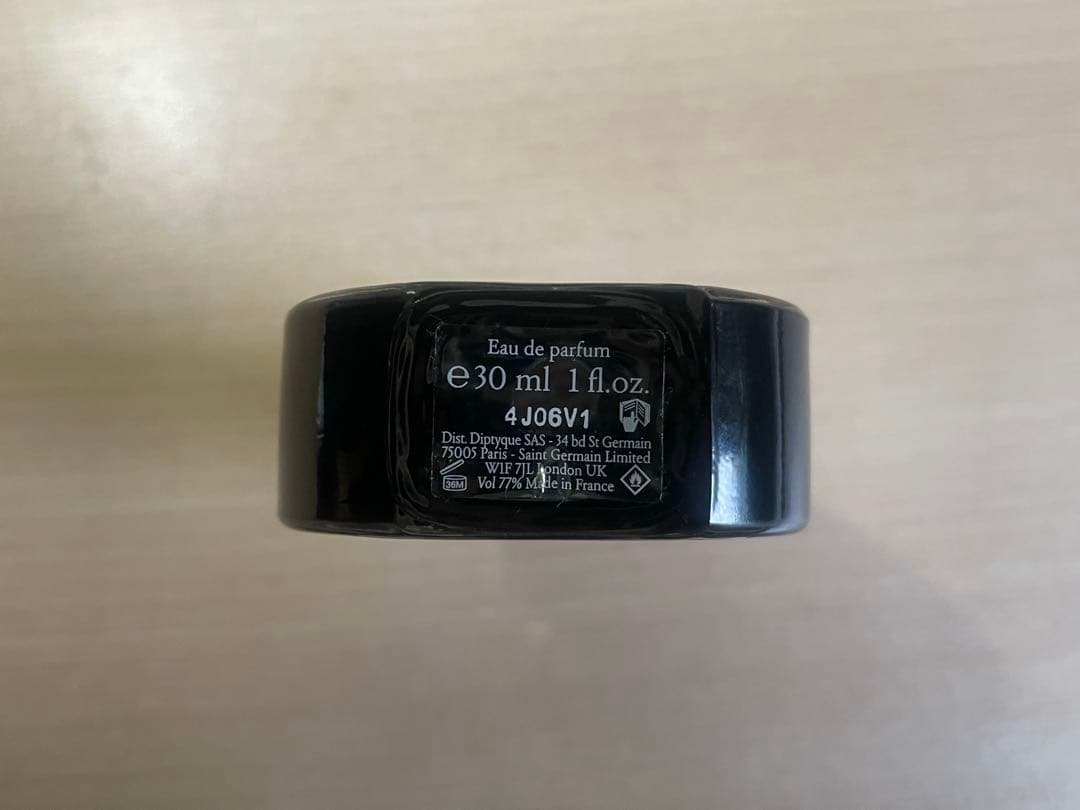 Eau de parfum
℮30 ml 1 fl.oz.
4J06V1
Dist. Diptyque SAS - 34 bd St Germain
75005 Paris - Saint Germain Limited
W1F 7JL London UK
36M
Vol 77% Made in France